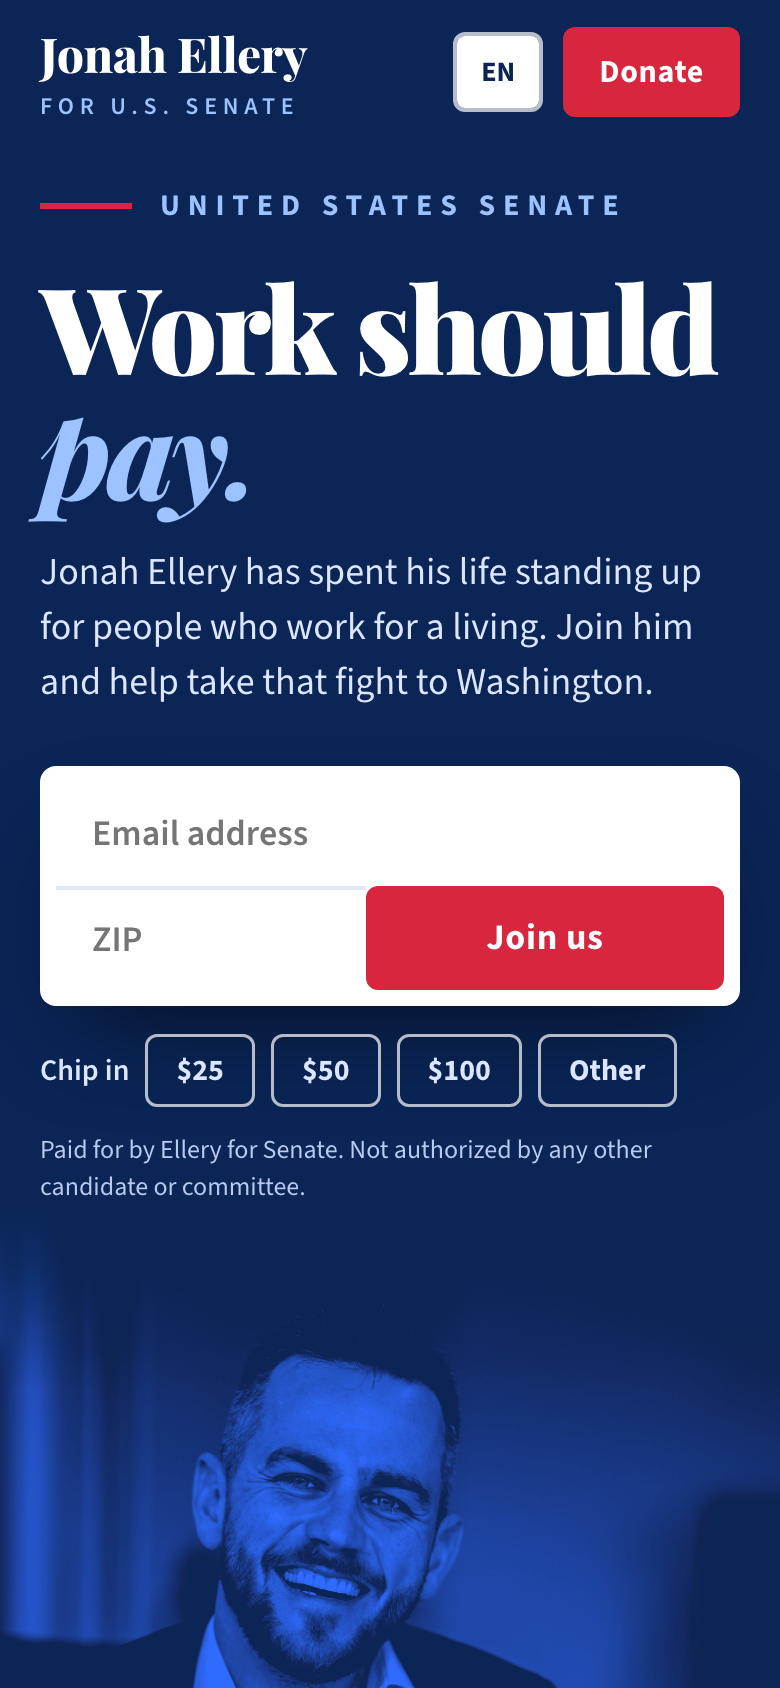 Jonah Ellery
FOR U.S. SENATE
EN
Donate
UNITED STATES SENATE
Work should
pay.
Jonah Ellery has spent his life standing up
for people who work for a living. Join him
and help take that fight to Washington.
Email address
ZIP
Join us
Chip in $25 $50 $100 Other
Paid for by Ellery for Senate. Not authorized by any other
candidate or committee.